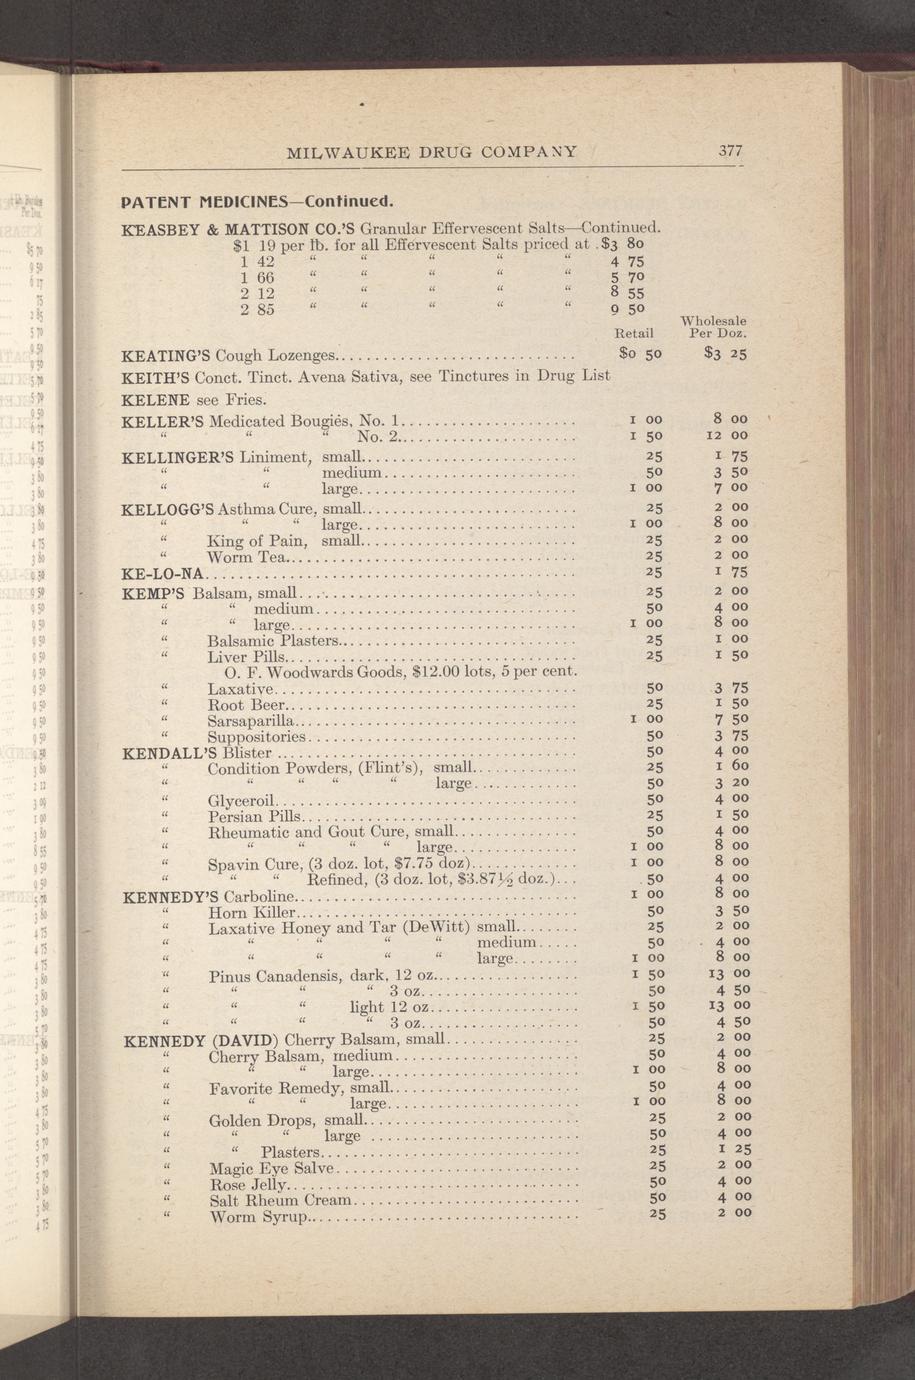 MILWAUKEE DRUG COMPANY 377
PATENT MEDICINES—Continued.
KEASBEY & MATTISON CO.'S Granular Effervescent Salts—Continued.
$1 19 per lb. for all Effervescent Salts priced at $3 80
1 42 “ “ “ “ “ 4 75
1 66 “ “ “ “ “ 5 70
2 12 “ “ “ “ “ 8 55
2 85 “ “ “ “ “ 9 50
Wholesale
Retail Per Doz.
KEATING'S Cough Lozenges $0 50 $3 25
KEITH'S Conct. Tinct. Avena Sativa, see Tinctures in Drug List
KELENE see Fries.
KELLER'S Medicated Bougies, No. 1 1 00 8 00
“ “ “ No. 2 1 50 12 00
KELLINGER'S Liniment, small 25 1 75
“ “ medium 50 3 50
“ “ large 1 00 7 00
KELLOGG'S Asthma Cure, small 25 2 00
“ “ “ large 1 00 8 00
“ King of Pain, small 25 2 00
“ Worm Tea 25 2 00
KE-LO-NA 25 1 75
KEMP'S Balsam, small 25 2 00
“ “ medium 50 4 00
“ “ large 1 00 8 00
“ Balsamic Plasters 25 1 00
“ Liver Pills 25 1 50
O. F. Woodwards Goods, $12.00 lots, 5 per cent.
“ Laxative 50 3 75
“ Root Beer 25 1 50
“ Sarsaparilla 1 00 7 50
“ Suppositories 50 3 75
KENDALL'S Blister 50 4 00
“ Condition Powders, (Flint's), small 25 1 60
“ “ “ “ “ large 50 3 20
“ Glyceroil 50 4 00
“ Persian Pills 25 1 50
“ Rheumatic and Gout Cure, small 50 4 00
“ “ “ “ “ large 1 00 8 00
“ Spavin Cure, (3 doz. lot, $7.75 doz) 1 00 8 00
“ “ “ Refined, (3 doz. lot, $3.87½ doz.) 50 4 00
KENNEDY'S Carboline 1 00 8 00
“ Horn Killer 50 3 50
“ Laxative Honey and Tar (DeWitt) small 25 2 00
“ “ “ “ “ medium 50 4 00
“ “ “ “ “ large 1 00 8 00
“ Pinus Canadensis, dark, 12 oz. 1 50 13 00
“ “ “ “ 3 oz. 50 4 50
“ “ “ light 12 oz. 1 50 13 00
“ “ “ “ 3 oz. 50 4 50
KENNEDY (DAVID) Cherry Balsam, small 25 2 00
“ Cherry Balsam, medium 50 4 00
“ “ “ large 1 00 8 00
“ Favorite Remedy, small 50 4 00
“ “ “ large 1 00 8 00
“ Golden Drops, small 25 2 00
“ “ “ large 50 4 00
“ “ Plasters 25 1 25
“ Magic Eye Salve 25 2 00
“ Rose Jelly 50 4 00
“ Salt Rheum Cream 50 4 00
“ Worm Syrup 25 2 00